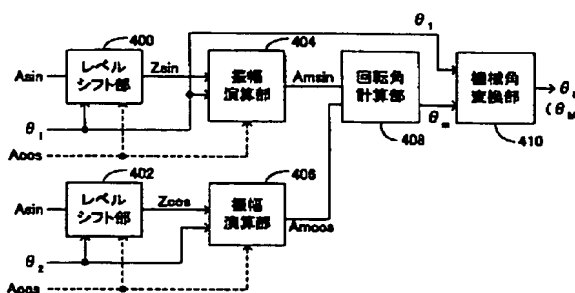 θ₁
400
404
Asin
レベル
シフト部
Zsin
振幅
演算部
Amsin
回転角
計算部
機械角
変換部
θ₁
Acos
θm
408
410
402
406
Asin
レベル
シフト部
Zcos
振幅
演算部
Amcos
θ₂
Acos